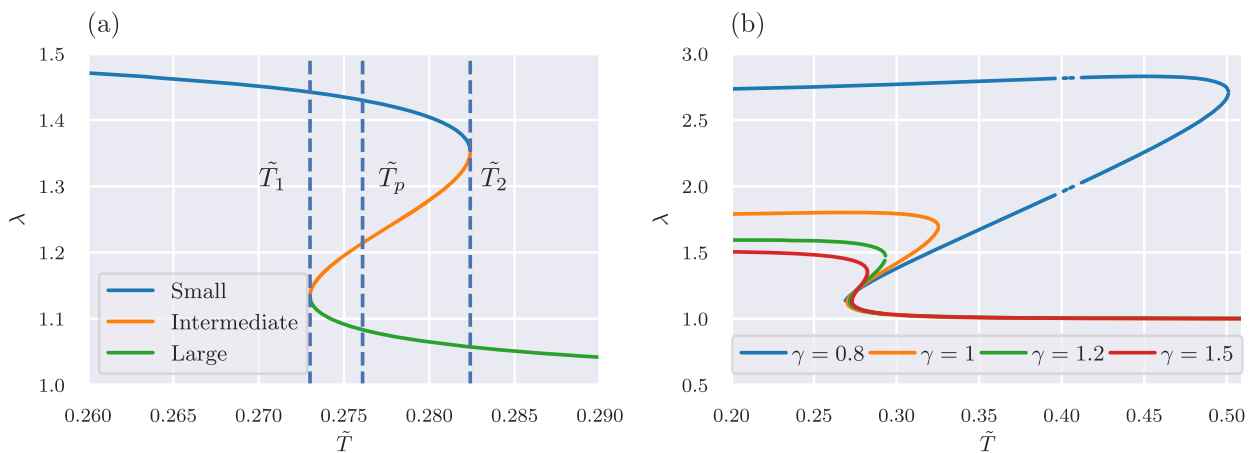 (a)
1.5
1.4
1.3
1.2
1.1
1.0
λ
T̃₁
T̃ₚ
T̃₂
Small
Intermediate
Large
0.260 0.265 0.270 0.275 0.280 0.285 0.290
T̃
(b)
3.0
2.5
2.0
1.5
1.0
0.5
λ
γ = 0.8 γ = 1 γ = 1.2 γ = 1.5
0.20 0.25 0.30 0.35 0.40 0.45 0.50
T̃